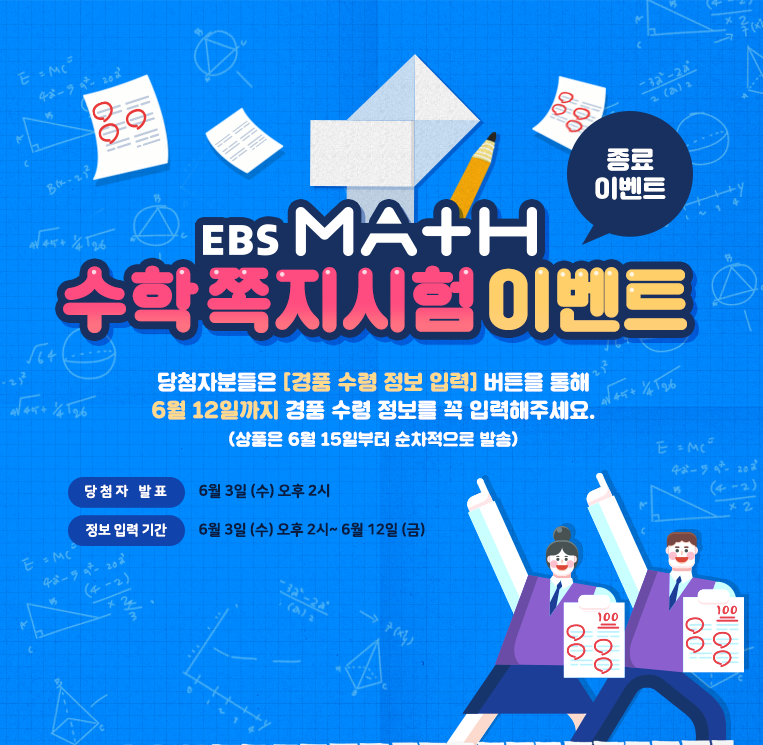 종료
이벤트
EBS MATH
수학 쪽지시험 이벤트
당첨자분들은 [경품 수령 정보 입력] 버튼을 통해
6월 12일까지 경품 수령 정보를 꼭 입력해주세요.
(상품은 6월 15일부터 순차적으로 발송)
당첨자 발표 6월 3일 (수) 오후 2시
정보 입력 기간 6월 3일 (수) 오후 2시~ 6월 12일 (금)
100
100